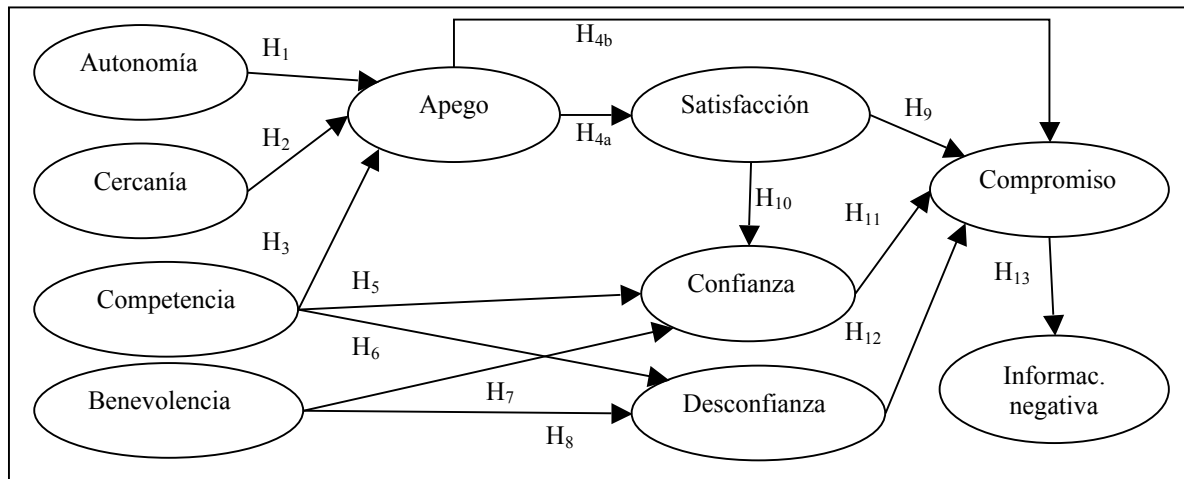 H4b
H1
Autonomía
Apego
Satisfacción
H9
H4a
H2
Cercanía
Compromiso
H10
H11
H3
Competencia
H5
Confianza
H13
H6
H12
Benevolencia
H7
Desconfianza
Informac.
negativa
H8